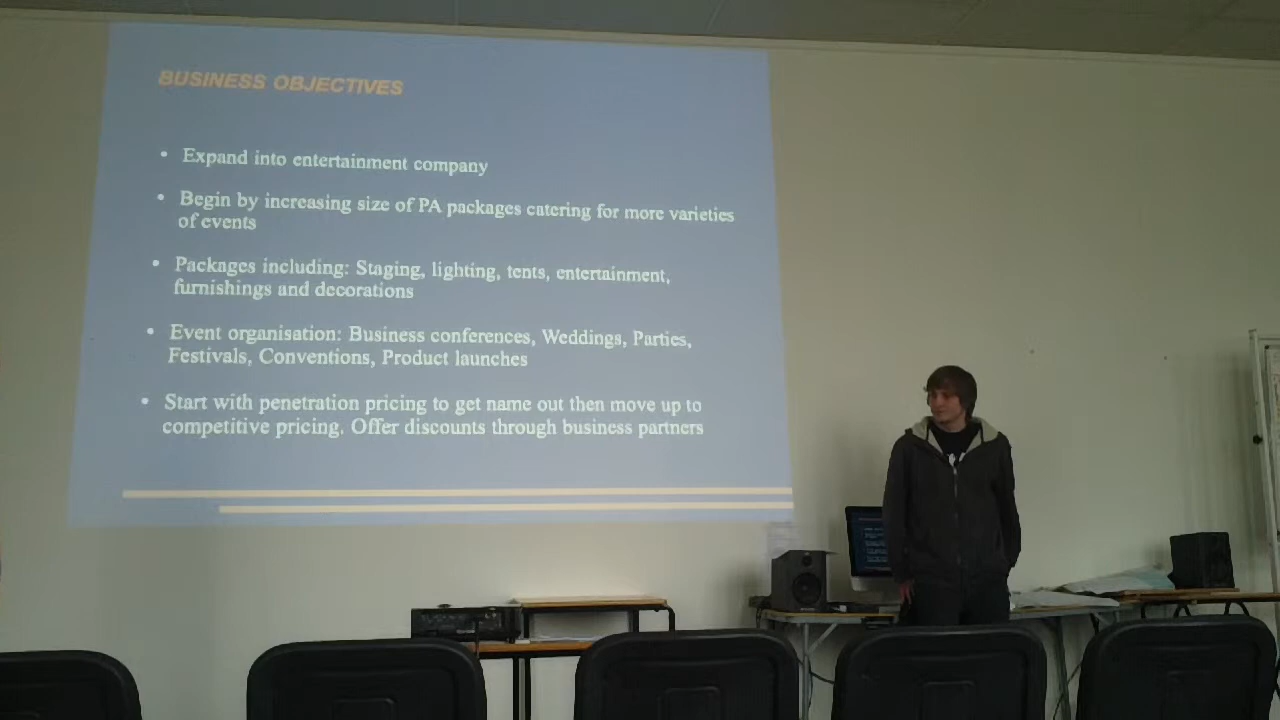 BUSINESS OBJECTIVES
• Expand into entertainment company
• Begin by increasing size of PA packages catering for more varieties
of events
• Packages including: Staging, lighting, tents, entertainment,
furnishings and decorations
• Event organisation: Business conferences, Weddings, Parties,
Festivals, Conventions, Product launches
• Start with penetration pricing to get name out then move up to
competitive pricing. Offer discounts through business partners